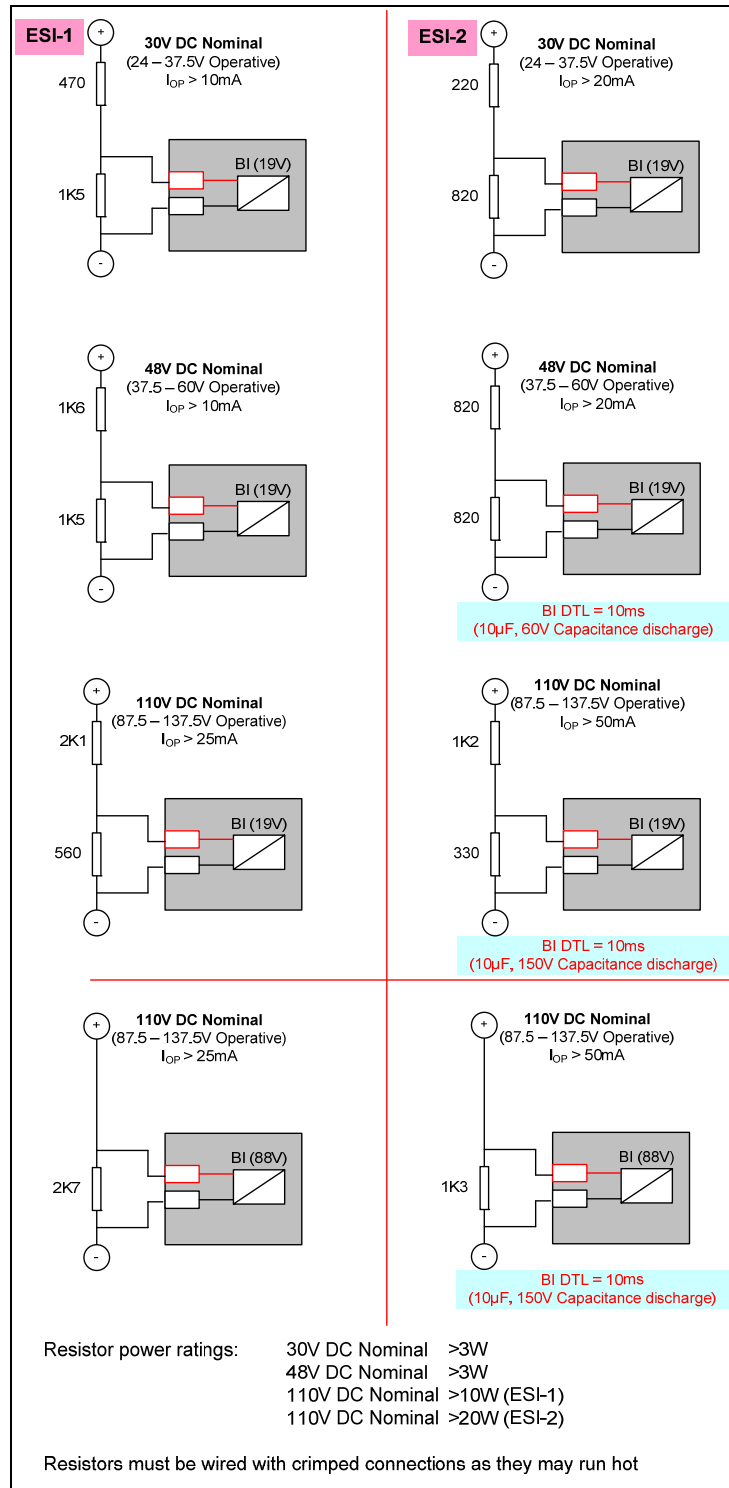 ESI-1
+
30V DC Nominal
(24 – 37.5V Operative)
IOP > 10mA
470
BI (19V)
1K5
-
ESI-2
+
30V DC Nominal
(24 – 37.5V Operative)
IOP > 20mA
220
BI (19V)
820
-
+
48V DC Nominal
(37.5 – 60V Operative)
IOP > 10mA
1K6
BI (19V)
1K5
-
+
48V DC Nominal
(37.5 – 60V Operative)
IOP > 20mA
820
BI (19V)
820
-
BI DTL = 10ms
(10µF, 60V Capacitance discharge)
+
110V DC Nominal
(87.5 – 137.5V Operative)
IOP > 25mA
2K1
BI (19V)
560
-
+
110V DC Nominal
(87.5 – 137.5V Operative)
IOP > 50mA
1K2
BI (19V)
330
-
BI DTL = 10ms
(10µF, 150V Capacitance discharge)
+
110V DC Nominal
(87.5 – 137.5V Operative)
IOP > 25mA
BI (88V)
2K7
-
+
110V DC Nominal
(87.5 – 137.5V Operative)
IOP > 50mA
BI (88V)
1K3
-
BI DTL = 10ms
(10µF, 150V Capacitance discharge)
Resistor power ratings: 30V DC Nominal >3W
48V DC Nominal >3W
110V DC Nominal >10W (ESI-1)
110V DC Nominal >20W (ESI-2)
Resistors must be wired with crimped connections as they may run hot